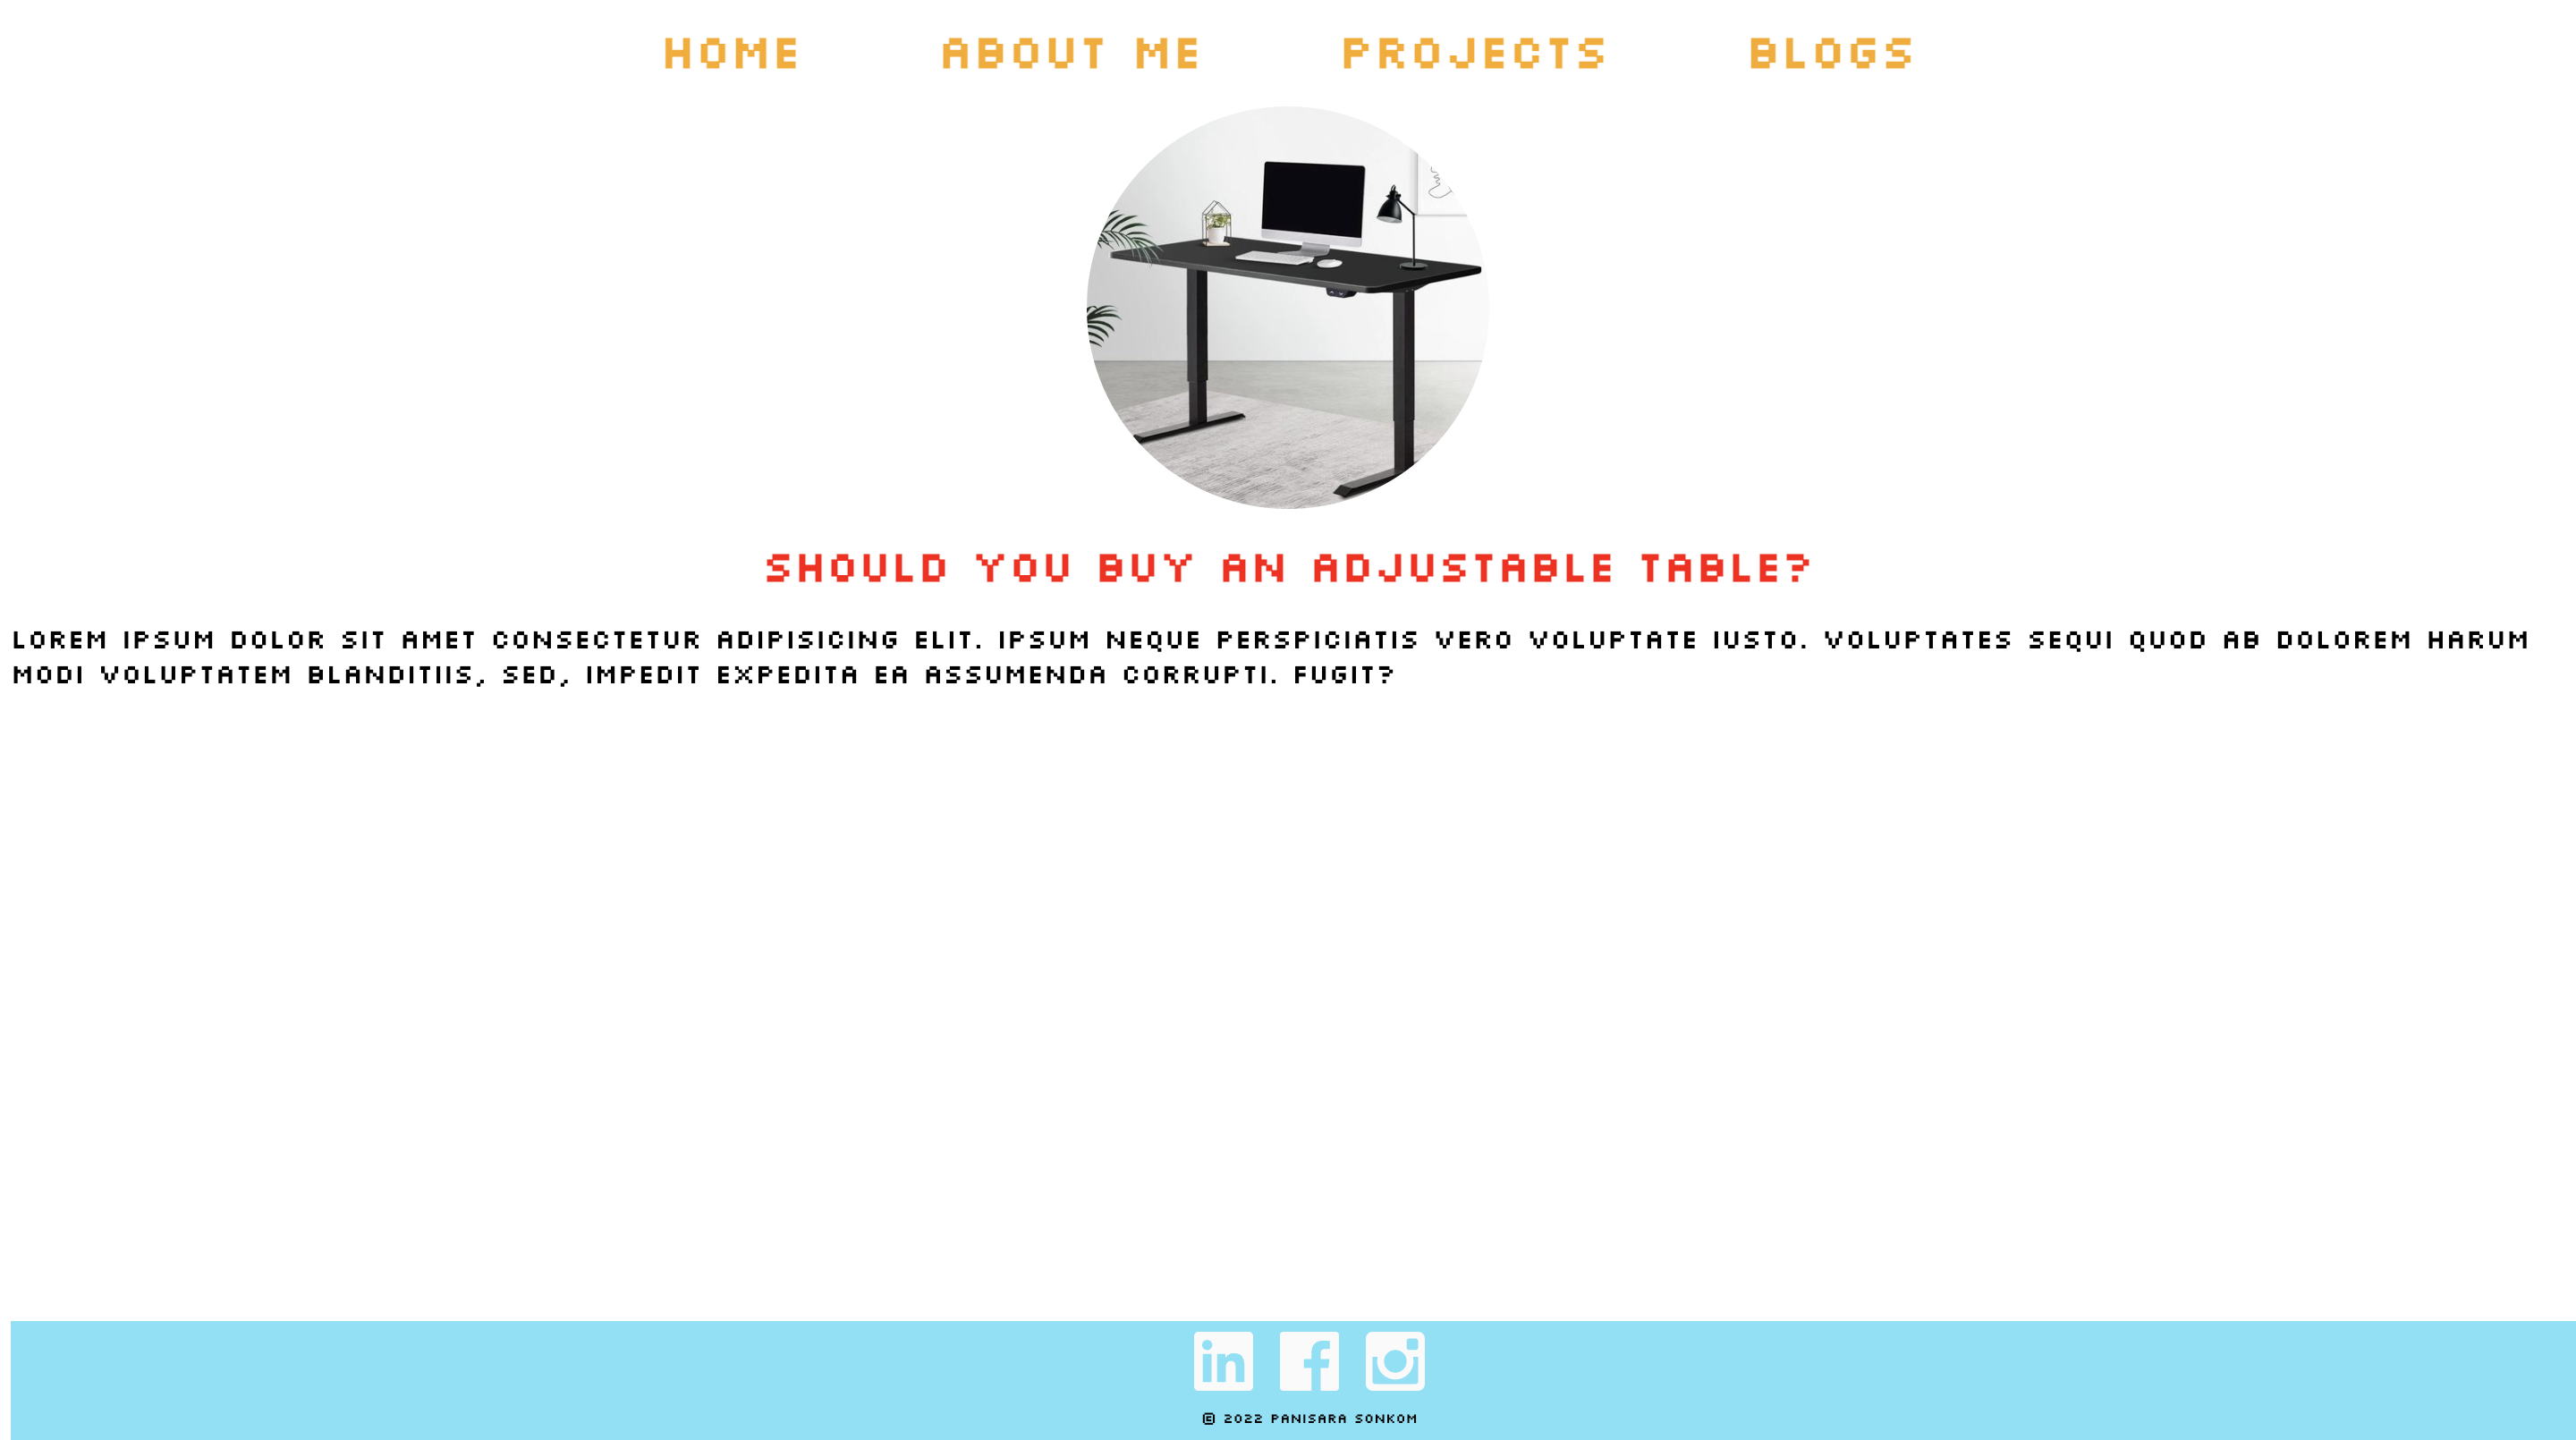 HOME ABOUT ME PROJECTS BLOGS
SHOULD YOU BUY AN ADJUSTABLE TABLE?
LOREM IPSUM DOLOR SIT AMET CONSECTETUR ADIPISICING ELIT. IPSUM NEQUE PERSPICIATIS VERO VOLUPTATE IUSTO. VOLUPTATES SEQUI QUOD AB DOLOREM HARUM
MODI VOLUPTATEM BLANDITIIS, SED, IMPEDIT EXPEDITA EA ASSUMENDA CORRUPTI. FUGIT?
© 2022 PANISARA SONKOM